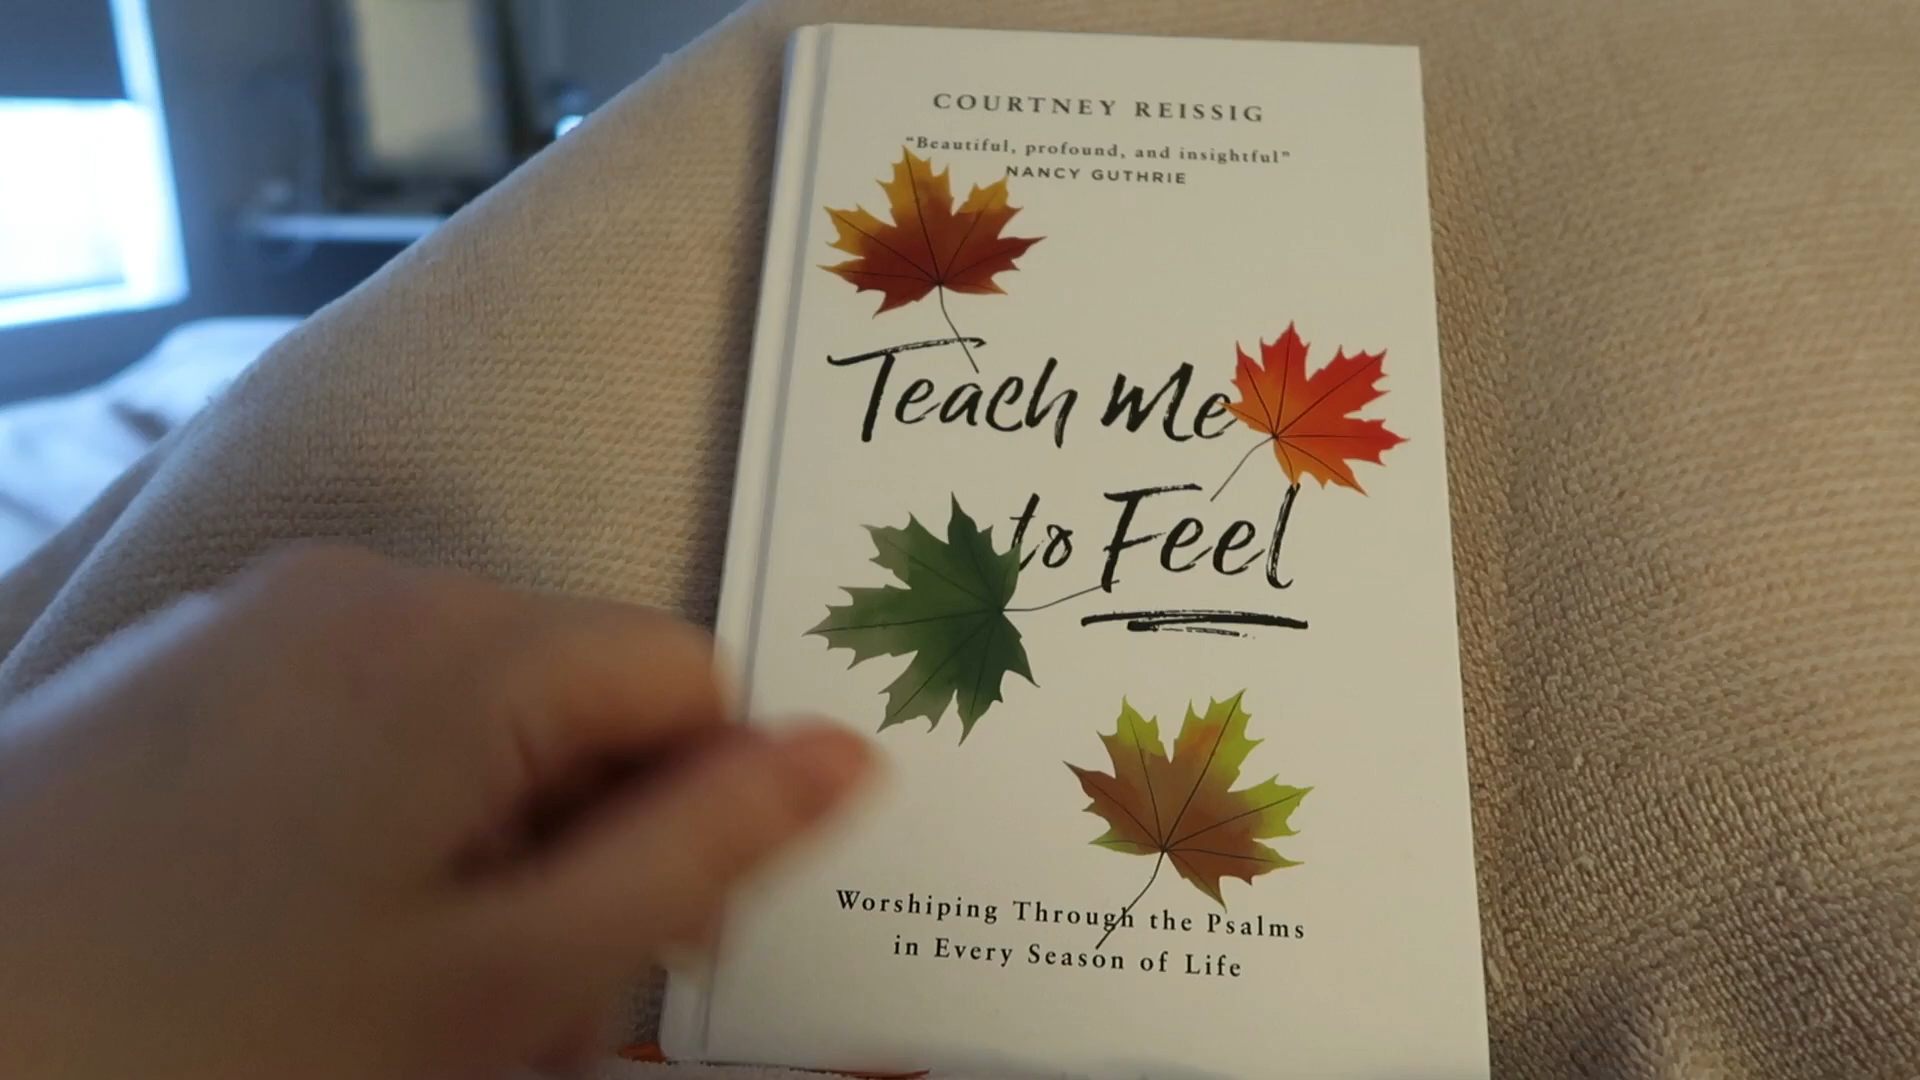 COURTNEY REISSIG
“Beautiful, profound, and insightful”
NANCY GUTHRIE
Teach Me
to Feel
Worshiping Through the Psalms
in Every Season of Life